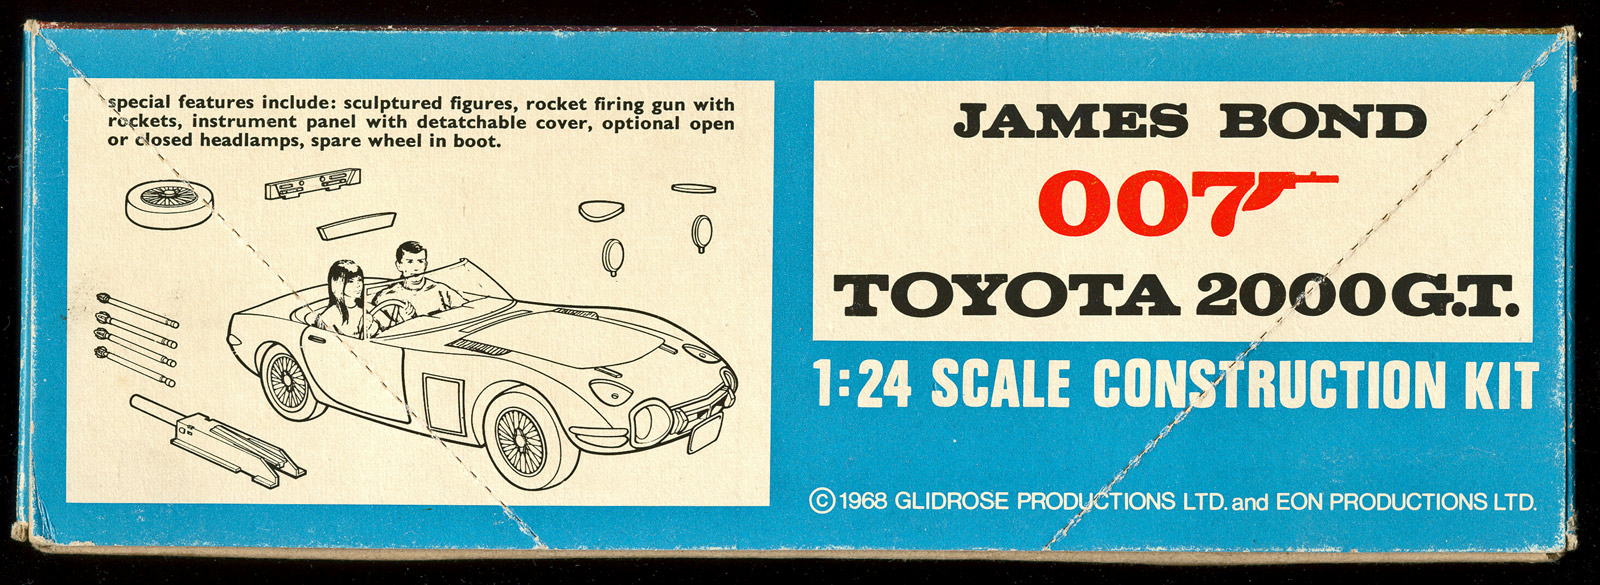 special features include: sculptured figures, rocket firing gun with
rockets, instrument panel with detatchable cover, optional open
or closed headlamps, spare wheel in boot.
JAMES BOND
007
TOYOTA 2000 G.T.
1:24 SCALE CONSTRUCTION KIT
© 1968 GLIDROSE PRODUCTIONS LTD. and EON PRODUCTIONS LTD.